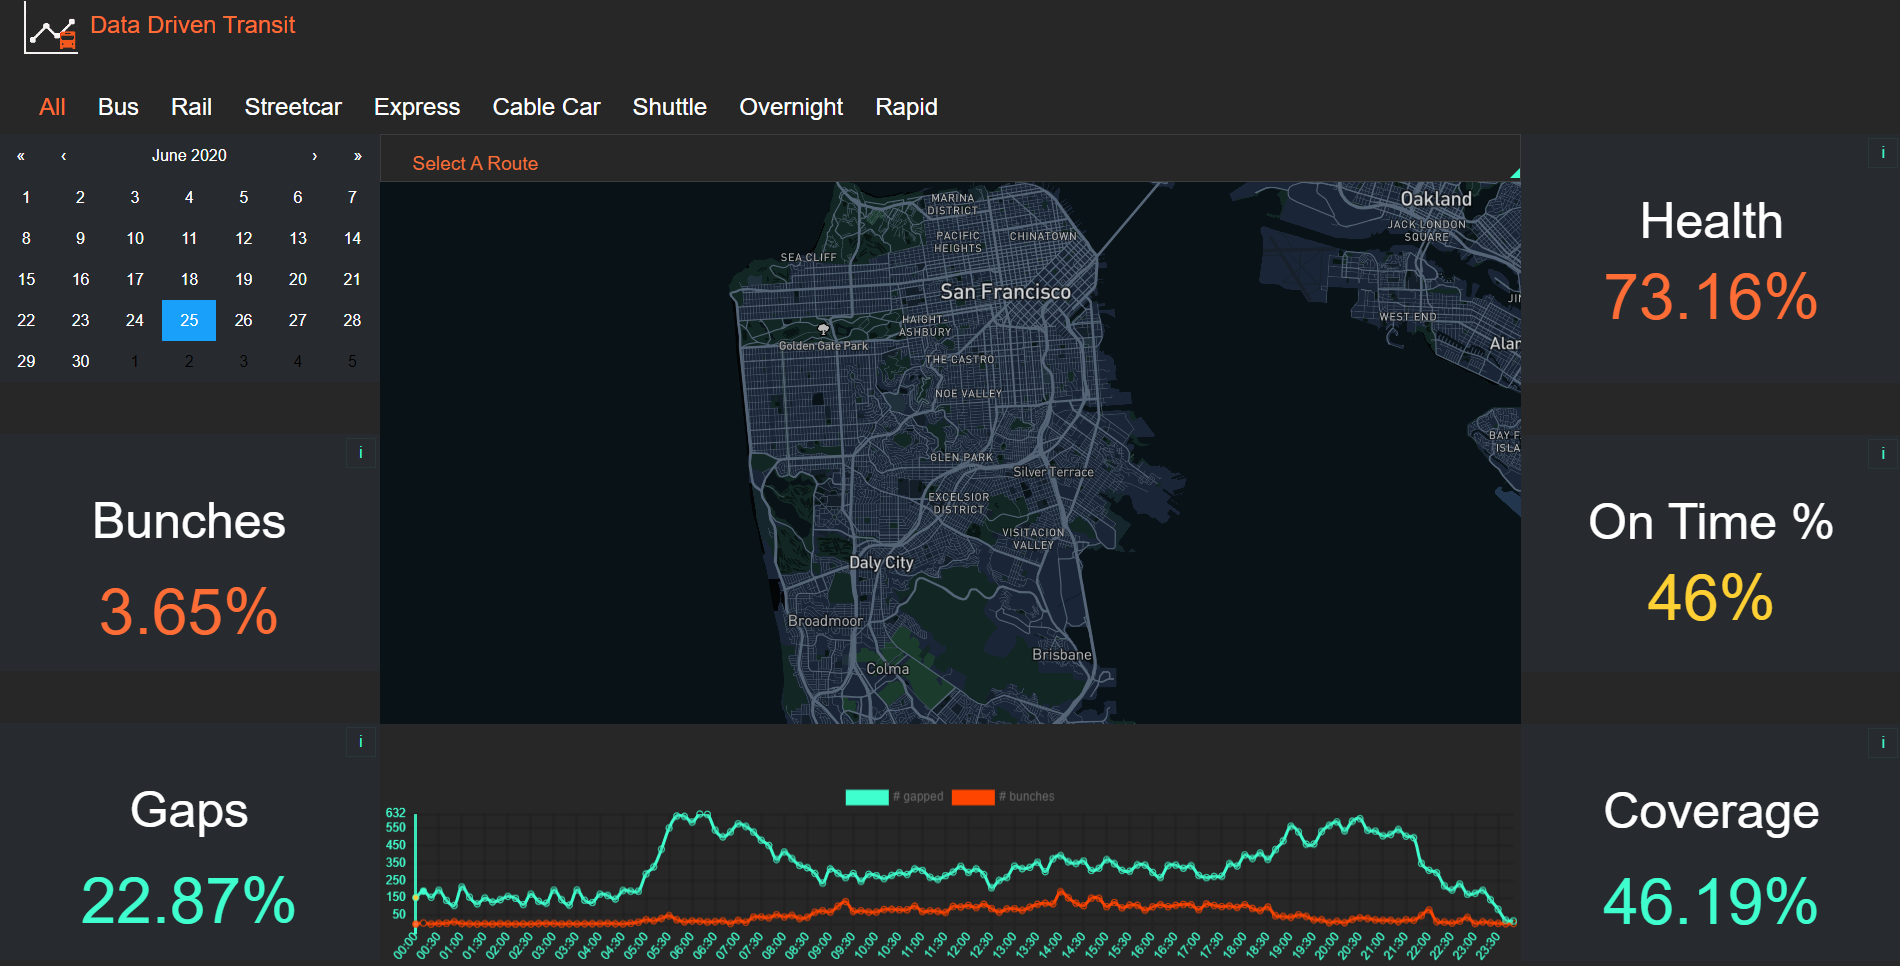 Data Driven Transit
All Bus Rail Streetcar Express Cable Car Shuttle Overnight Rapid
« ‹ June 2020 › »
1 2 3 4 5 6 7
8 9 10 11 12 13 14
15 16 17 18 19 20 21
22 23 24 25 26 27 28
29 30 1 2 3 4 5
Bunches
i
3.65%
Gaps
i
22.87%
Select A Route
MARINA
DISTRICT
PACIFIC
HEIGHTS
CHINATOWN
SEA CLIFF
San Francisco
HAIGHT-
ASHBURY
Golden Gate Park
THE CASTRO
NOE VALLEY
GLEN PARK
Silver Terrace
EXCELSIOR
DISTRICT
VISITACION
VALLEY
Daly City
Broadmoor
Colma
Brisbane
Oakland
JACK LONDON
SQUARE
JI
WEST END
Alan
BAY F
ISLA
# gapped # bunches
632
550
450
350
250
150
50
00:00 00:30 01:00 01:30 02:00 02:30 03:00 03:30 04:00 04:30 05:00 05:30 06:00 06:30 07:00 07:30 08:00 08:30 09:00 09:30 10:00 10:30 11:00 11:30 12:00 12:30 13:00 13:30 14:00 14:30 15:00 15:30 16:00 16:30 17:00 17:30 18:00 18:30 19:00 19:30 20:00 20:30 21:00 21:30 22:00 22:30 23:00 23:30
i
Health
73.16%
i
On Time %
46%
i
Coverage
46.19%